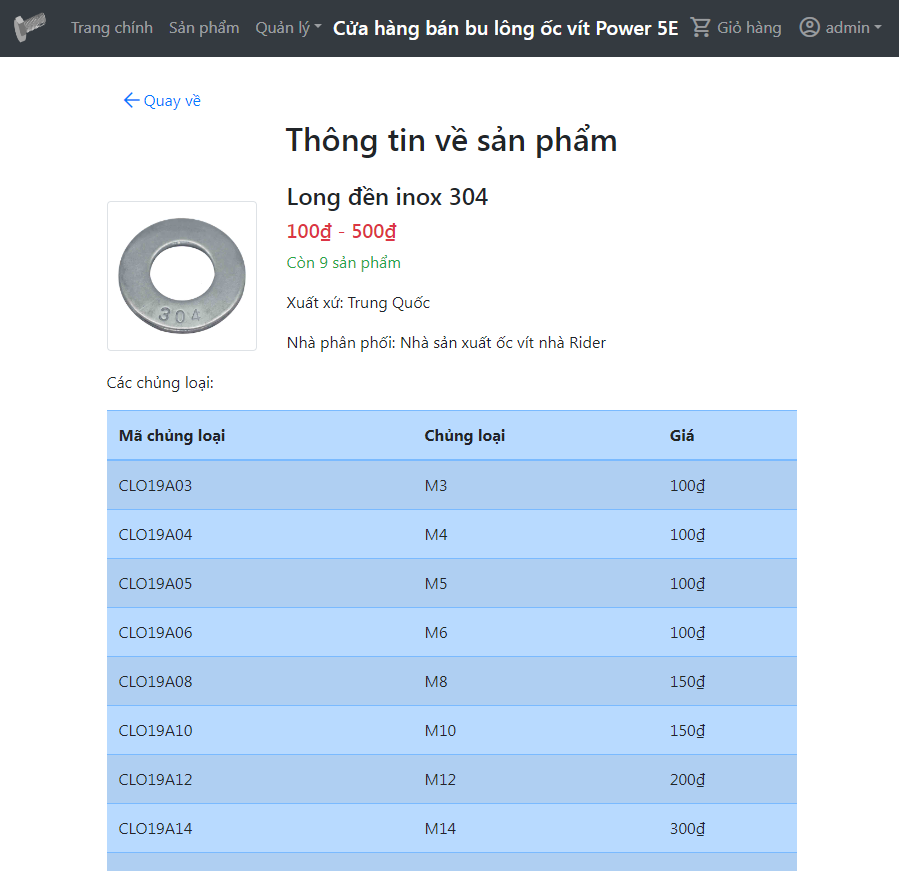 Trang chính Sản phẩm Quản lý Cửa hàng bán bu lông ốc vít Power 5E Giỏ hàng admin
Quay về
Thông tin về sản phẩm
Long đền inox 304
100₫ - 500₫
Còn 9 sản phẩm
304
Xuất xứ: Trung Quốc
Nhà phân phối: Nhà sản xuất ốc vít nhà Rider
Các chủng loại:
Mã chủng loại Chủng loại Giá
CLO19A03 M3 100₫
CLO19A04 M4 100₫
CLO19A05 M5 100₫
CLO19A06 M6 100₫
CLO19A08 M8 150₫
CLO19A10 M10 150₫
CLO19A12 M12 200₫
CLO19A14 M14 300₫